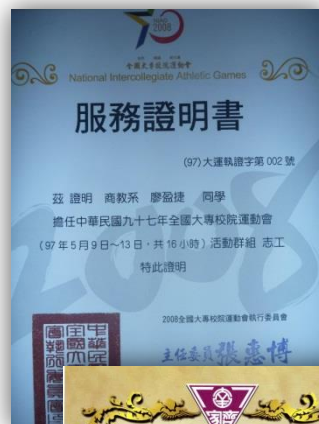 2008
全國大專校院運動會
National Intercollegiate Athletic Games
服務證明書
(97)大運執證字第 002 號
茲 證明 商教系 廖盈捷 同學
擔任中華民國九十七年全國大專校院運動會
(97 年 5 月 9 日~13 日,共 16 小時) 活動群組 志工
特此證明
2008全國大專校院運動會執行委員會
主任委員 張惠博
2008
家齊